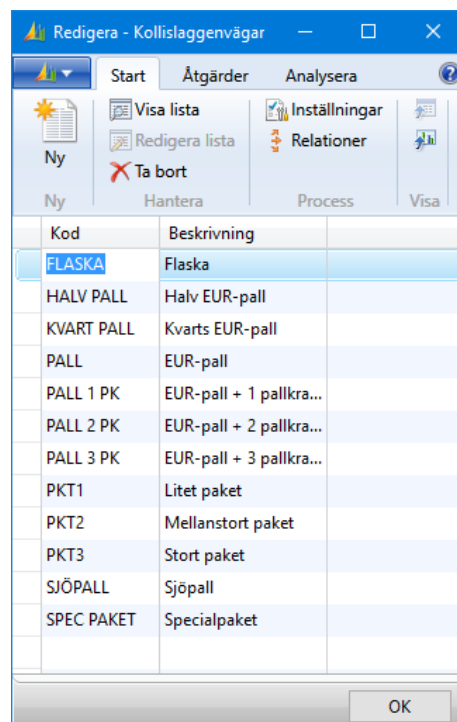 Redigera - Kollislaggenvägar
Start Åtgärder Analysera
Ny
Visa lista
Redigera lista
Ta bort
Inställningar
Relationer
Ny Hantera Process Visa
Kod Beskrivning
FLASKA Flaska
HALV PALL Halv EUR-pall
KVART PALL Kvarts EUR-pall
PALL EUR-pall
PALL 1 PK EUR-pall + 1 pallkra...
PALL 2 PK EUR-pall + 2 pallkra...
PALL 3 PK EUR-pall + 3 pallkra...
PKT1 Litet paket
PKT2 Mellanstort paket
PKT3 Stort paket
SJÖPALL Sjöpall
SPEC PAKET Specialpaket
OK